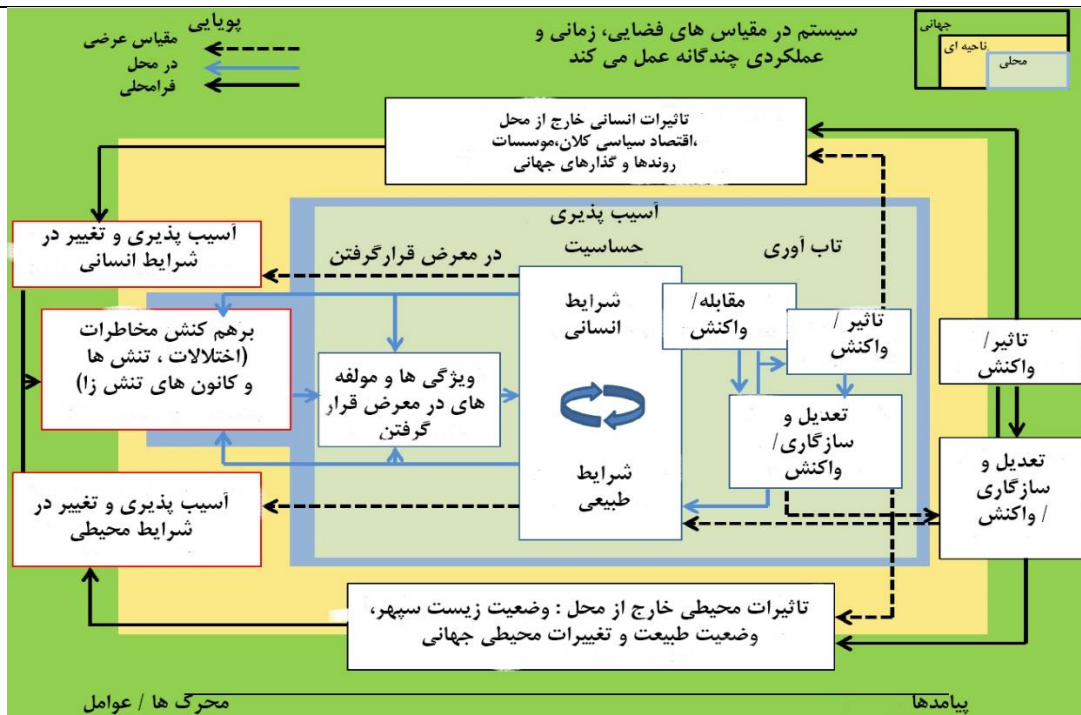 پویایی
مقیاس عرضی
در محل
فرامحلی
سیستم در مقیاس های فضایی، زمانی و
عملکردی چندگانه عمل می کند
جهانی
ناحیه ای
محلی
تاثیرات انسانی خارج از محل
،اقتصاد سیاسی کلان،موسسات
روندها و گذارهای جهانی
آسیب پذیری
حساسیت
در معرض قرارگرفتن
تاب آوری
آسیب پذیری و تغییر در
شرایط انسانی
برهم کنش مخاطرات
(اختلالات ، تنش ها
و کانون های تنش زا)
آسیب پذیری و تغییر در
شرایط محیطی
ویژگی ها و مولفه
های در معرض قرار
گرفتن
شرایط
انسانی
شرایط
طبیعی
مقابله/
واکنش
تاثیر /
واکنش
تعدیل و
سازگاری/
واکنش
تاثیر/
واکنش
تعدیل و
سازگاری
/ واکنش
تاثیرات محیطی خارج از محل : وضعیت زیست سپهر،
وضعیت طبیعت و تغییرات محیطی جهانی
محرک ها / عوامل
پیامدها